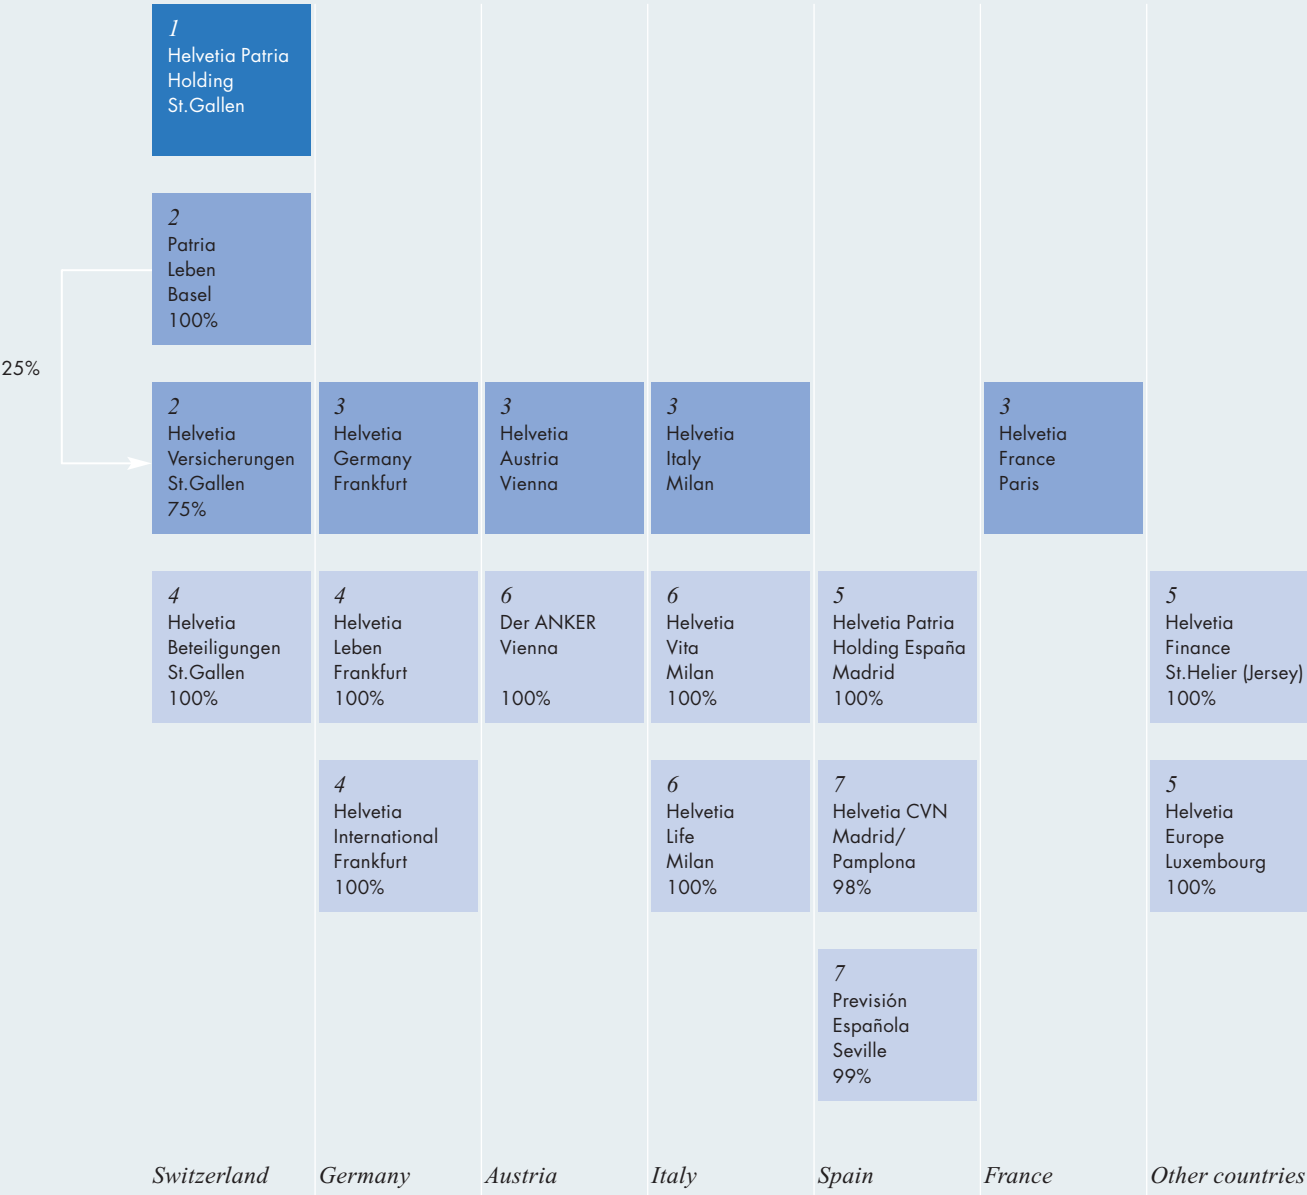 1
Helvetia Patria
Holding
St.Gallen
2
Patria
Leben
Basel
100%
25%
2
Helvetia
Versicherungen
St.Gallen
75%
3
Helvetia
Germany
Frankfurt
3
Helvetia
Austria
Vienna
3
Helvetia
Italy
Milan
3
Helvetia
France
Paris
4
Helvetia
Beteiligungen
St.Gallen
100%
4
Helvetia
Leben
Frankfurt
100%
6
Der ANKER
Vienna
100%
6
Helvetia
Vita
Milan
100%
5
Helvetia Patria
Holding España
Madrid
100%
5
Helvetia
Finance
St.Helier (Jersey)
100%
4
Helvetia
International
Frankfurt
100%
6
Helvetia
Life
Milan
100%
7
Helvetia CVN
Madrid/
Pamplona
98%
5
Helvetia
Europe
Luxembourg
100%
7
Previsión
Española
Seville
99%
Switzerland
Germany
Austria
Italy
Spain
France
Other countries